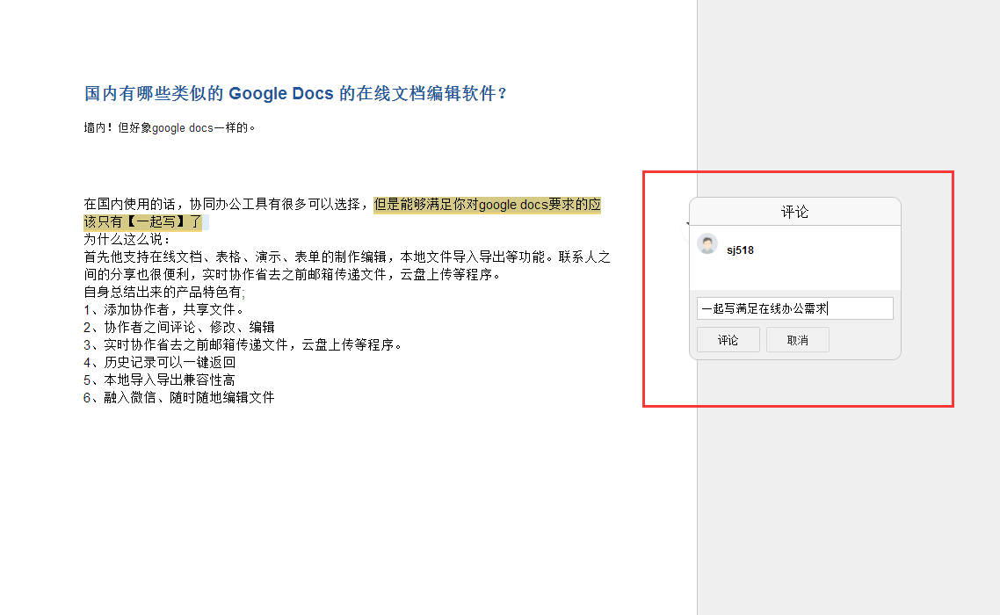 国内有哪些类似的 Google Docs 的在线文档编辑软件？
墙内！但好象google docs一样的。
在国内使用的话，协同办公工具有很多可以选择，但是能够满足你对google docs要求的应
该只有【一起写】了
为什么这么说：
首先他支持在线文档、表格、演示、表单的制作编辑，本地文件导入导出等功能。联系人之
间的分享也很便利，实时协作省去之前邮箱传递文件，云盘上传等程序。
自身总结出来的产品特色有;
1、添加协作者，共享文件。
2、协作者之间评论、修改、编辑
3、实时协作省去之前邮箱传递文件，云盘上传等程序。
4、历史记录可以一键返回
5、本地导入导出兼容性高
6、融入微信、随时随地编辑文件
评论
sj518
一起写满足在线办公需求
评论
取消